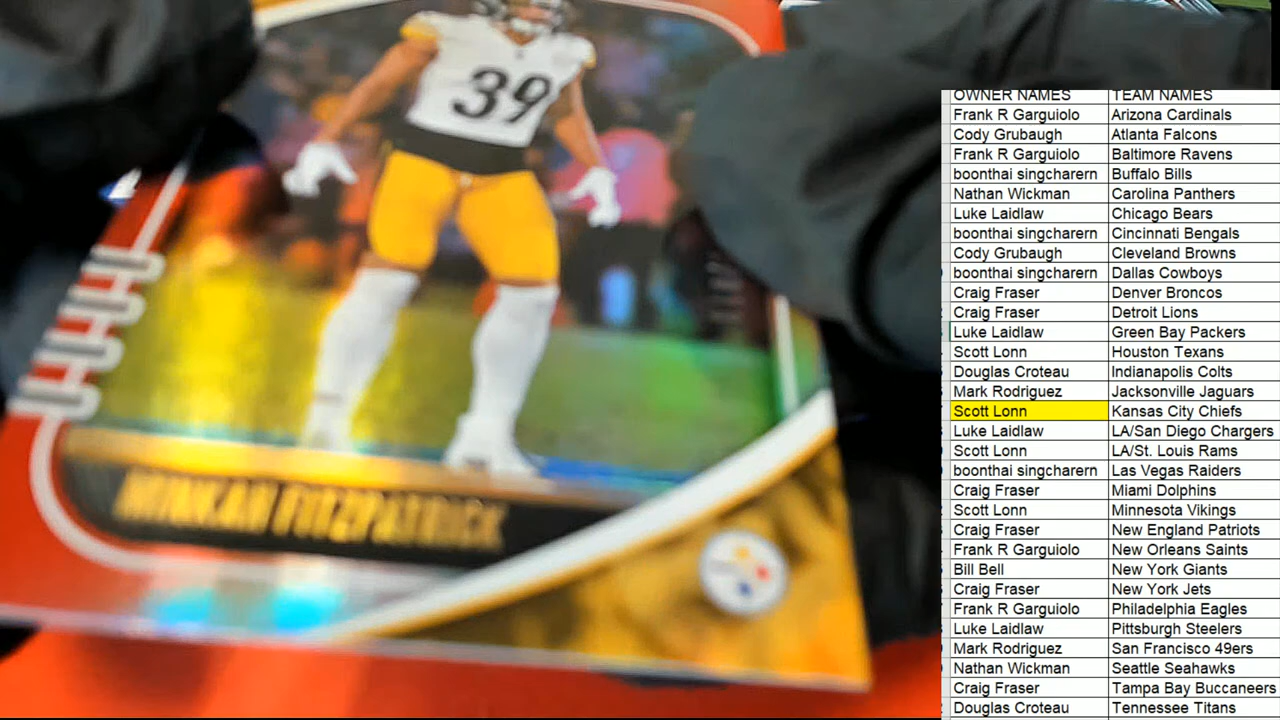 39
MINKAH FITZPATRICK
OWNER NAMES TEAM NAMES
Frank R Garguiolo Arizona Cardinals
Cody Grubaugh Atlanta Falcons
Frank R Garguiolo Baltimore Ravens
boonthai singcharern Buffalo Bills
Nathan Wickman Carolina Panthers
Luke Laidlaw Chicago Bears
boonthai singcharern Cincinnati Bengals
Cody Grubaugh Cleveland Browns
boonthai singcharern Dallas Cowboys
Craig Fraser Denver Broncos
Craig Fraser Detroit Lions
Luke Laidlaw Green Bay Packers
Scott Lonn Houston Texans
Douglas Croteau Indianapolis Colts
Mark Rodriguez Jacksonville Jaguars
Scott Lonn Kansas City Chiefs
Luke Laidlaw LA/San Diego Chargers
Scott Lonn LA/St. Louis Rams
boonthai singcharern Las Vegas Raiders
Craig Fraser Miami Dolphins
Scott Lonn Minnesota Vikings
Craig Fraser New England Patriots
Frank R Garguiolo New Orleans Saints
Bill Bell New York Giants
Craig Fraser New York Jets
Frank R Garguiolo Philadelphia Eagles
Luke Laidlaw Pittsburgh Steelers
Mark Rodriguez San Francisco 49ers
Nathan Wickman Seattle Seahawks
Craig Fraser Tampa Bay Buccaneers
Douglas Croteau Tennessee Titans